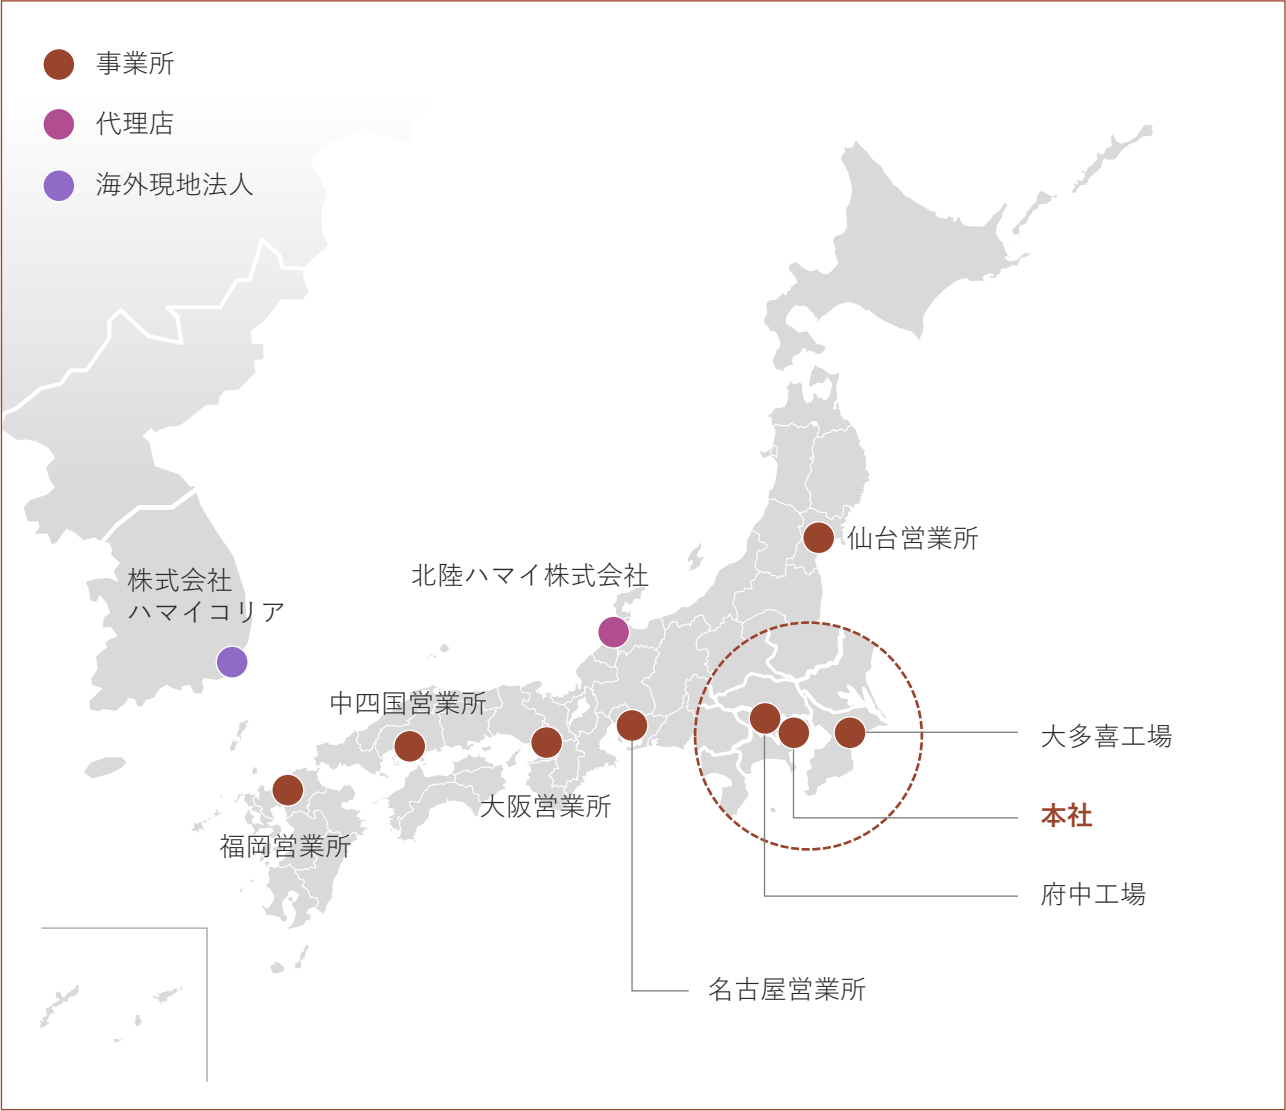 事業所
代理店
海外現地法人
仙台営業所
北陸ハマイ株式会社
株式会社
ハマイコリア
中四国営業所
大多喜工場
大阪営業所
本社
福岡営業所
府中工場
名古屋営業所